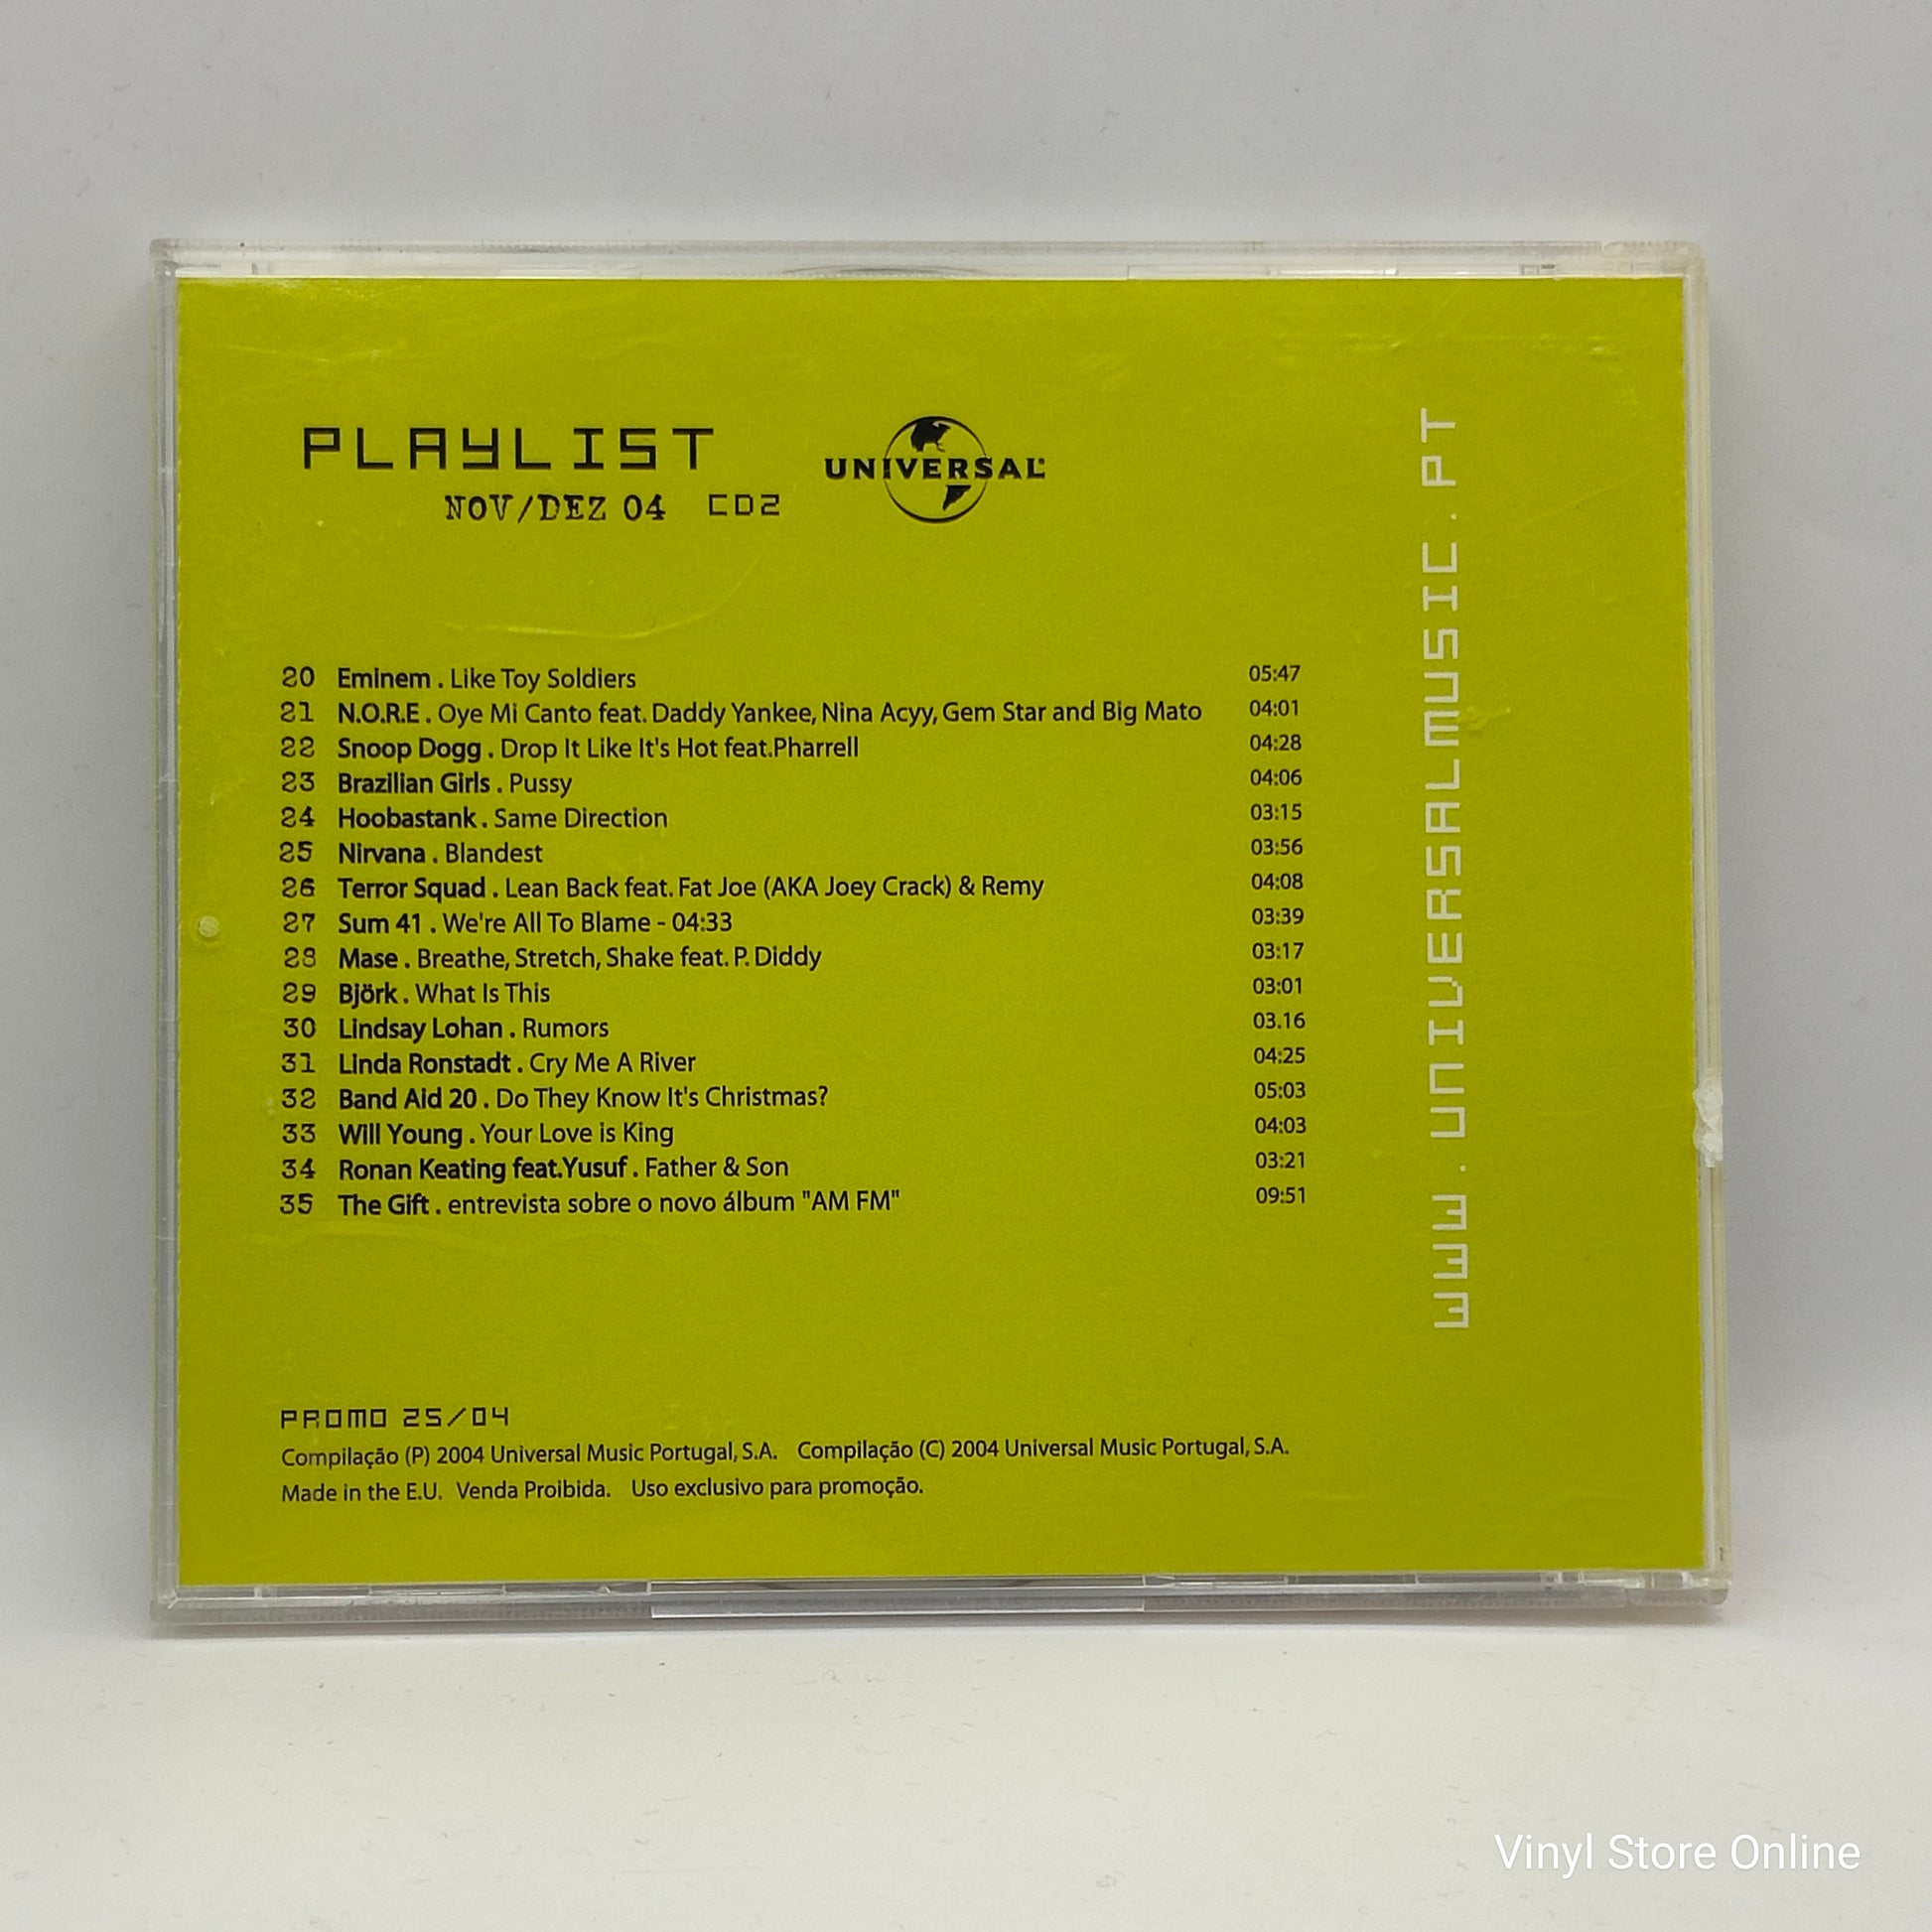 PLAYLIST
NOV/DEZ 04 CD2
UNIVERSAL
20 Eminem . Like Toy Soldiers 05:47
21 N.O.R.E . Oye Mi Canto feat. Daddy Yankee, Nina Acyy, Gem Star and Big Mato 04:01
22 Snoop Dogg . Drop It Like It's Hot feat.Pharrell 04:28
23 Brazilian Girls . Pussy 04:06
24 Hoobastank . Same Direction 03:15
25 Nirvana . Blandest 03:56
26 Terror Squad . Lean Back feat. Fat Joe (AKA Joey Crack) & Remy 04:08
27 Sum 41 . We're All To Blame - 04:33 03:39
28 Mase . Breathe, Stretch, Shake feat. P. Diddy 03:17
29 Björk . What Is This 03:01
30 Lindsay Lohan . Rumors 03.16
31 Linda Ronstadt . Cry Me A River 04:25
32 Band Aid 20 . Do They Know It's Christmas? 05:03
33 Will Young . Your Love is King 04:03
34 Ronan Keating feat.Yusuf . Father & Son 03:21
35 The Gift . entrevista sobre o novo álbum "AM FM" 09:51
WWW.UNIVERSALMUSIC.PT
PROMO 25/04
Compilação (P) 2004 Universal Music Portugal, S.A. Compilação (C) 2004 Universal Music Portugal, S.A.
Made in the E.U. Venda Proibida. Uso exclusivo para promoção.
Vinyl Store Online